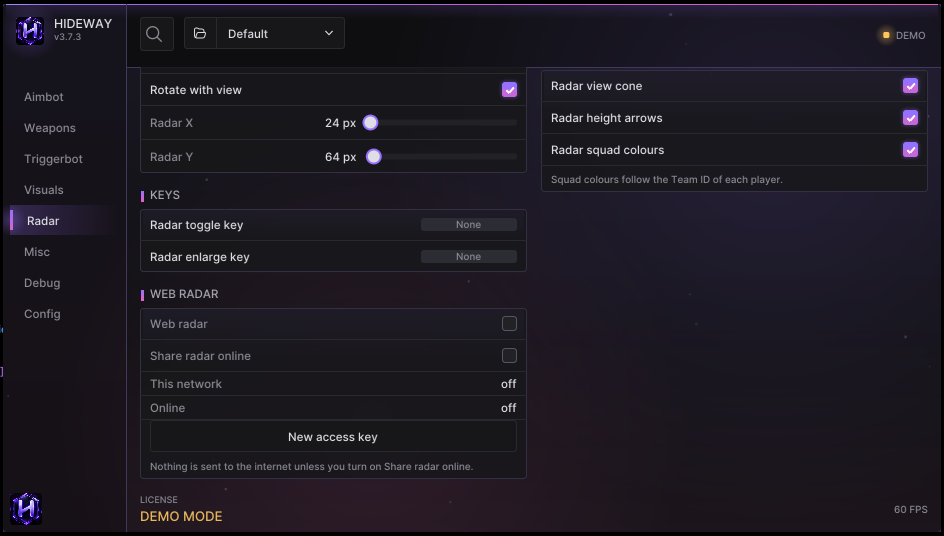 HIDEWAY
v3.7.3
Default
DEMO
Aimbot
Weapons
Triggerbot
Visuals
Radar
Misc
Debug
Config
Rotate with view
Radar X
24 px
Radar Y
64 px
KEYS
Radar toggle key
None
Radar enlarge key
None
WEB RADAR
Web radar
Share radar online
This network
off
Online
off
New access key
Nothing is sent to the internet unless you turn on Share radar online.
LICENSE
DEMO MODE
Radar view cone
Radar height arrows
Radar squad colours
Squad colours follow the Team ID of each player.
60 FPS